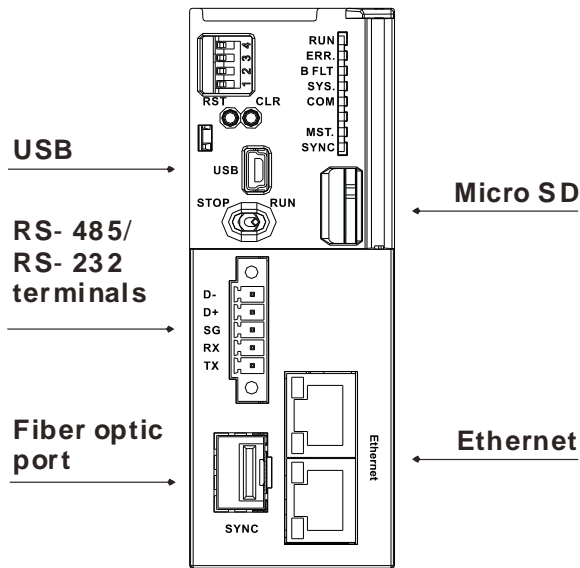 RUN
ERR.
B FLT
SYS.
COM
MST.
SYNC
4
3
2
1
RST CLR
USB
STOP RUN
USB
RS- 485/
RS- 232
terminals
Fiber optic
port
Micro SD
Ethernet
D-
D+
SG
RX
TX
Ethernet
SYNC